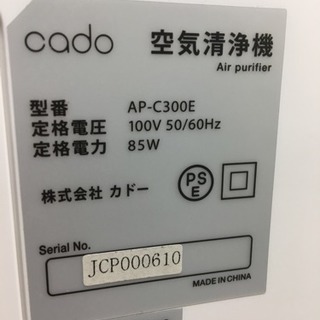 cado 空気清浄機
Air purifier
型番 AP-C300E
定格電圧 100V 50/60Hz
定格電力 85W
株式会社 カドー PS E
Serial No.
JCP000610
MADE IN CHINA